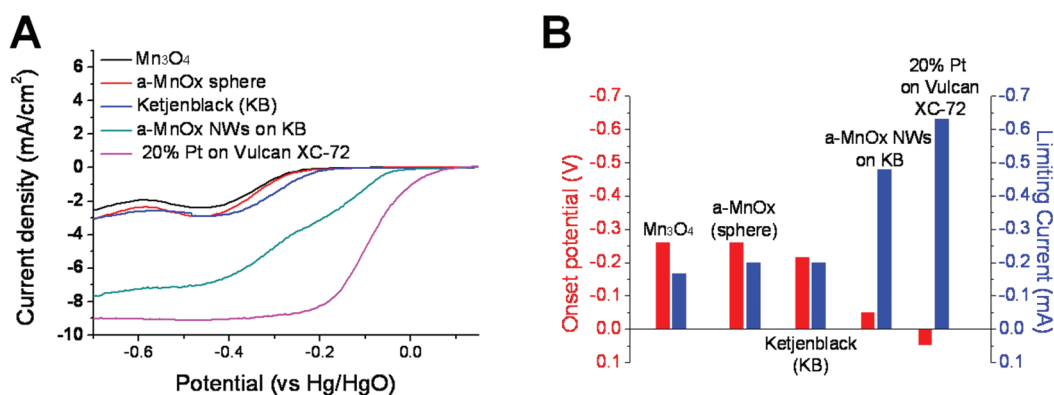 A
Mn₃O₄
a-MnOx sphere
Ketjenblack (KB)
a-MnOx NWs on KB
20% Pt on Vulcan XC-72
Current density (mA/cm²)
6
4
2
0
-2
-4
-6
-8
-10
-0.6
-0.4
-0.2
0.0
Potential (vs Hg/HgO)
B
Onset potential (V)
-0.7
-0.6
-0.5
-0.4
-0.3
-0.2
-0.1
0.0
0.1
Mn₃O₄
a-MnOx
(sphere)
Ketjenblack
(KB)
a-MnOx NWs
on KB
20% Pt
on Vulcan
XC-72
-0.7
-0.6
-0.5
-0.4
-0.3
-0.2
-0.1
0.0
0.1
Limiting Current (mA)